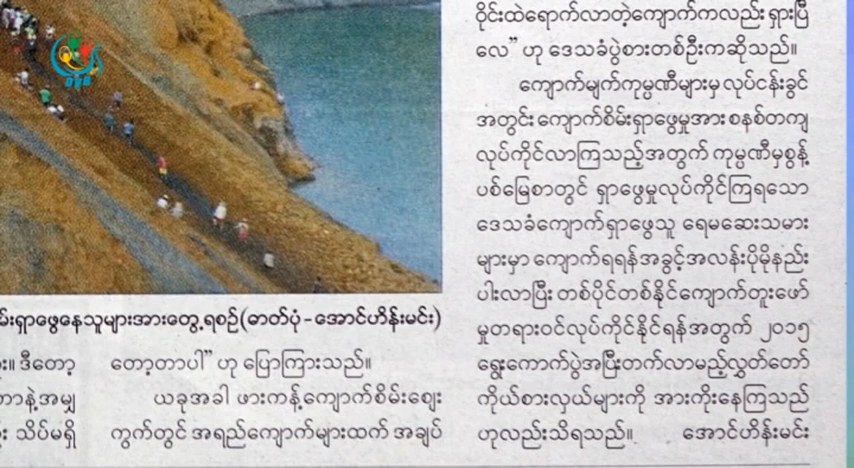 DVB
မ်းရှာဖွေနေသူများအားတွေ့ရစဉ်(ဓာတ်ပုံ-အောင်ဟိန်းမင်း)
း။ ဒီတော့
ာာနဲ့အမျှ
း သိပ်မရှိ
တော့တာပါ” ဟု ပြောကြားသည်။
ယခုအခါ ဖားကန့်ကျောက်စိမ်းဈေး
ကွက်တွင် အရည်ကျောက်များထက် အချပ်
ဝိုင်းထဲရောက်လာတဲ့ကျောက်ကလည်း ရှားပြီ
လေ” ဟု ဒေသခံပွဲစားတစ်ဦးကဆိုသည်။
ကျောက်မျက်ကုမ္ပဏီများမှ လုပ်ငန်းခွင်
အတွင်း ကျောက်စိမ်းရှာဖွေမှုအား စနစ်တကျ
လုပ်ကိုင်လာကြသည့်အတွက် ကုမ္ပဏီမှစွန့်
ပစ်မြေစာတွင် ရှာဖွေမှုလုပ်ကိုင်ကြရသော
ဒေသခံကျောက်ရှာဖွေသူ ရေမဆေးသမား
များမှာ ကျောက်ရရန်အခွင့်အလန်းပိုမိုနည်း
ပါးလာပြီး တစ်ပိုင်တစ်နိုင်ကျောက်တူးဖော်
မှုတရားဝင်လုပ်ကိုင်နိုင်ရန်အတွက် ၂၀၁၅
ရွေးကောက်ပွဲအပြီးတက်လာမည့်လွှတ်တော်
ကိုယ်စားလှယ်များကို အားကိုးနေကြသည်
ဟုလည်းသိရသည်။ အောင်ဟိန်းမင်း